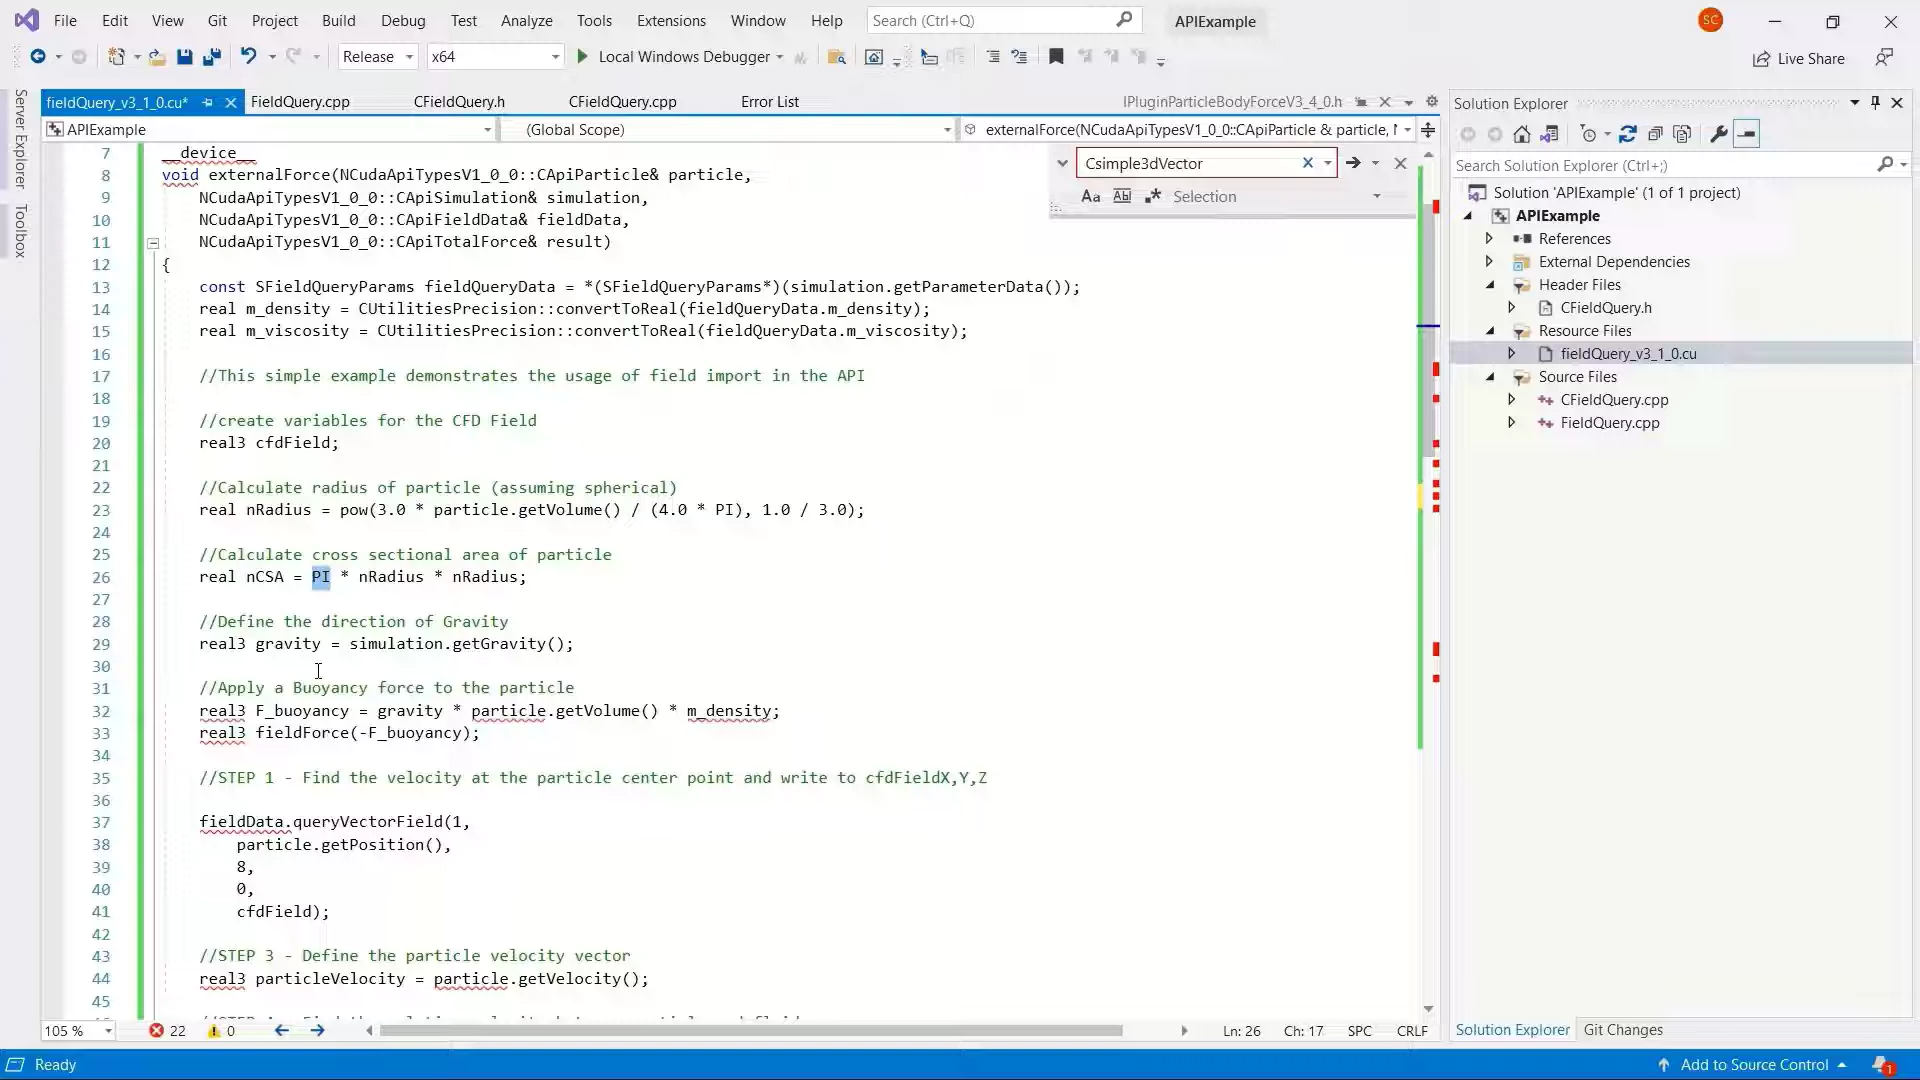 File Edit View Git Project Build Debug Test Analyze Tools Extensions Window Help Search (Ctrl+Q) APIExample SC
Release x64 Local Windows Debugger Live Share
Server Explorer
Toolbox
fieldQuery_v3_1_0.cu* FieldQuery.cpp CFieldQuery.h CFieldQuery.cpp Error List IPluginParticleBodyForceV3_4_0.h
APIExample (Global Scope) externalForce(NCudaApiTypesV1_0_0::CApiParticle & particle,
Csimple3dVector
Aa Abl .* Selection
7 __device__
8 void externalForce(NCudaApiTypesV1_0_0::CApiParticle& particle,
9 NCudaApiTypesV1_0_0::CApiSimulation& simulation,
10 NCudaApiTypesV1_0_0::CApiFieldData& fieldData,
11 NCudaApiTypesV1_0_0::CApiTotalForce& result)
12 {
13 const SFieldQueryParams fieldQueryData = *(SFieldQueryParams*)(simulation.getParameterData());
14 real m_density = CUtilitiesPrecision::convertToReal(fieldQueryData.m_density);
15 real m_viscosity = CUtilitiesPrecision::convertToReal(fieldQueryData.m_viscosity);
16
17 //This simple example demonstrates the usage of field import in the API
18
19 //create variables for the CFD Field
20 real3 cfdField;
21
22 //Calculate radius of particle (assuming spherical)
23 real nRadius = pow(3.0 * particle.getVolume() / (4.0 * PI), 1.0 / 3.0);
24
25 //Calculate cross sectional area of particle
26 real nCSA = PI * nRadius * nRadius;
27
28 //Define the direction of Gravity
29 real3 gravity = simulation.getGravity();
30
31 //Apply a Buoyancy force to the particle
32 real3 F_buoyancy = gravity * particle.getVolume() * m_density;
33 real3 fieldForce(-F_buoyancy);
34
35 //STEP 1 - Find the velocity at the particle center point and write to cfdFieldX,Y,Z
36
37 fieldData.queryVectorField(1,
38 particle.getPosition(),
39 8,
40 0,
41 cfdField);
42
43 //STEP 3 - Define the particle velocity vector
44 real3 particleVelocity = particle.getVelocity();
45
105 % 22 0 Ln: 26 Ch: 17 SPC CRLF
Solution Explorer
Search Solution Explorer (Ctrl+;)
Solution 'APIExample' (1 of 1 project)
APIExample
References
External Dependencies
Header Files
CFieldQuery.h
Resource Files
fieldQuery_v3_1_0.cu
Source Files
CFieldQuery.cpp
FieldQuery.cpp
Solution Explorer Git Changes
Ready Add to Source Control 1